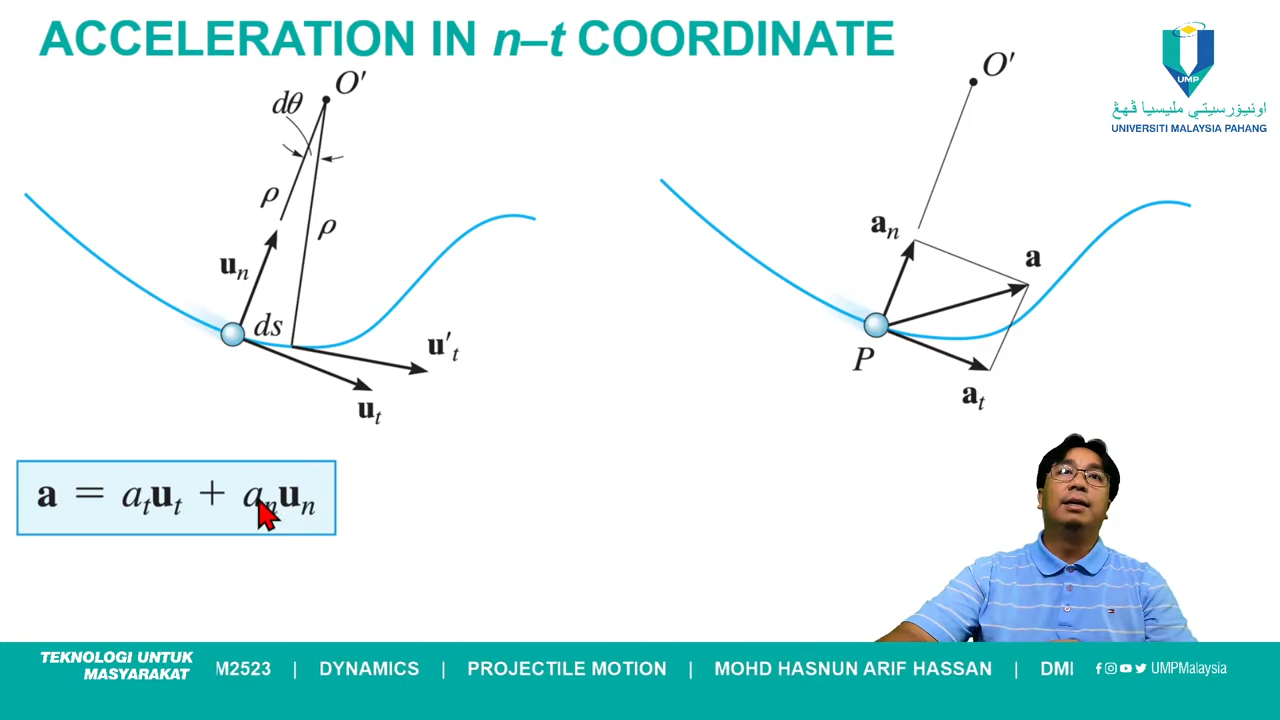 ACCELERATION IN n–t COORDINATE
UMP
اونيۏرسيتي مليسيا ڤهڠ
UNIVERSITI MALAYSIA PAHANG
O′
dθ
ρ
ρ
uₙ
ds
u′ₜ
uₜ
O′
aₙ
a
P
aₜ
a = aₜuₜ + aₙuₙ
TEKNOLOGI UNTUK
MASYARAKAT
M2523 | DYNAMICS | PROJECTILE MOTION | MOHD HASNUN ARIF HASSAN | DMI
UMPMalaysia